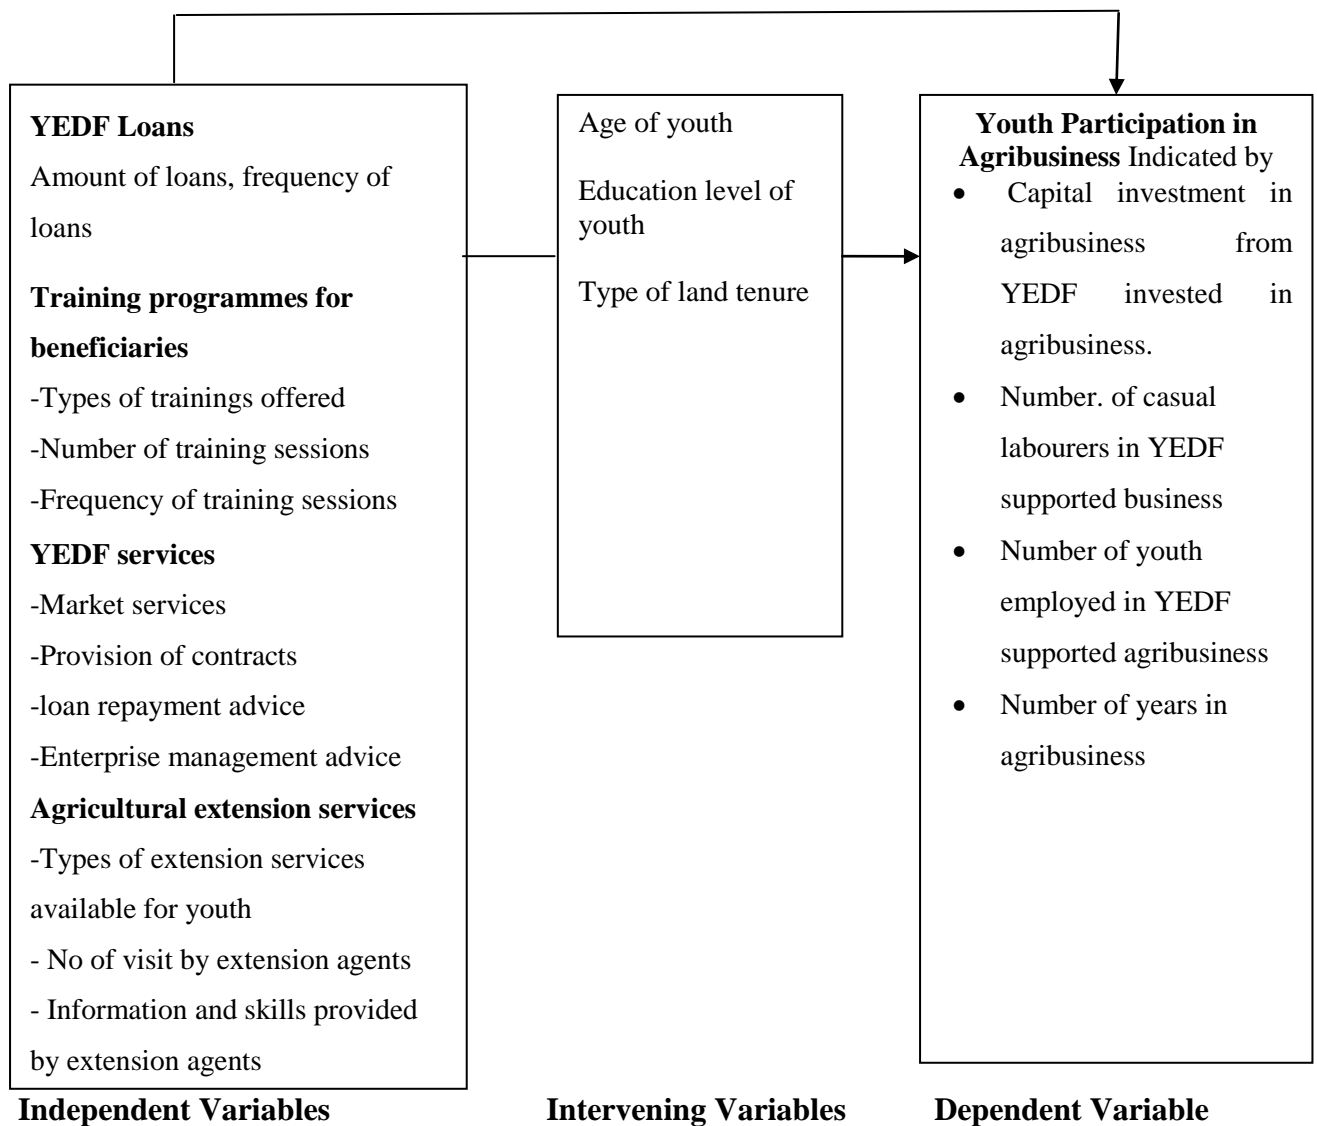 YEDF Loans
Amount of loans, frequency of
loans
Training programmes for
beneficiaries
-Types of trainings offered
-Number of training sessions
-Frequency of training sessions
YEDF services
-Market services
-Provision of contracts
-loan repayment advice
-Enterprise management advice
Agricultural extension services
-Types of extension services
available for youth
- No of visit by extension agents
- Information and skills provided
by extension agents
Independent Variables
Age of youth
Education level of
youth
Type of land tenure
Intervening Variables
Youth Participation in
Agribusiness Indicated by
• Capital investment in
agribusiness from
YEDF invested in
agribusiness.
• Number. of casual
labourers in YEDF
supported business
• Number of youth
employed in YEDF
supported agribusiness
• Number of years in
agribusiness
Dependent Variable